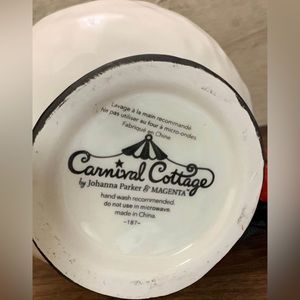 Lavage à la main recommandé
Ne pas utiliser au four à micro-ondes
Fabriqué en Chine
Carnival Cottage
by Johanna Parker & MAGENTA
hand wash recommended.
do not use in microwave.
made in China.
-187-